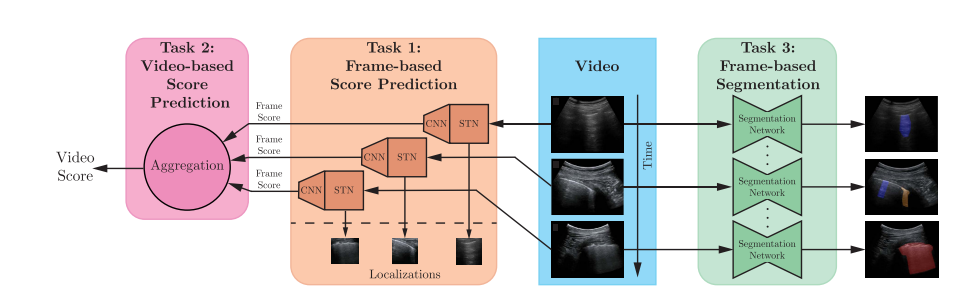 Task 2:
Video-based
Score
Prediction
Aggregation
Video
Score
Frame
Score
Frame
Score
Frame
Score
Task 1:
Frame-based
Score Prediction
CNN
STN
CNN
STN
CNN
STN
Localizations
Video
Time
Task 3:
Frame-based
Segmentation
Segmentation
Network
Segmentation
Network
Segmentation
Network